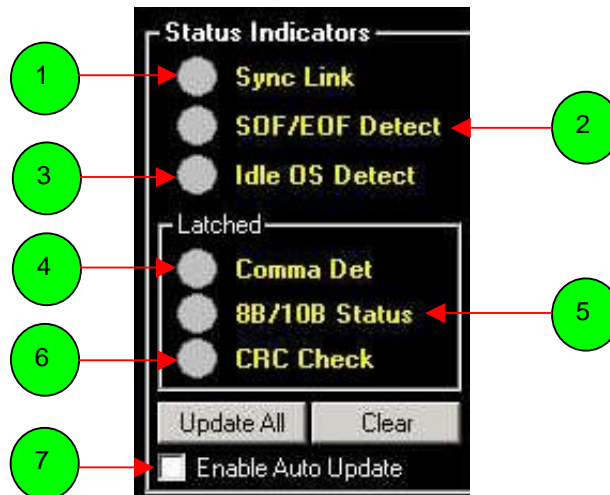 Status Indicators
1
Sync Link
SOF/EOF Detect
2
3
Idle OS Detect
Latched
4
Comma Det
8B/10B Status
5
6
CRC Check
Update All
Clear
7
Enable Auto Update